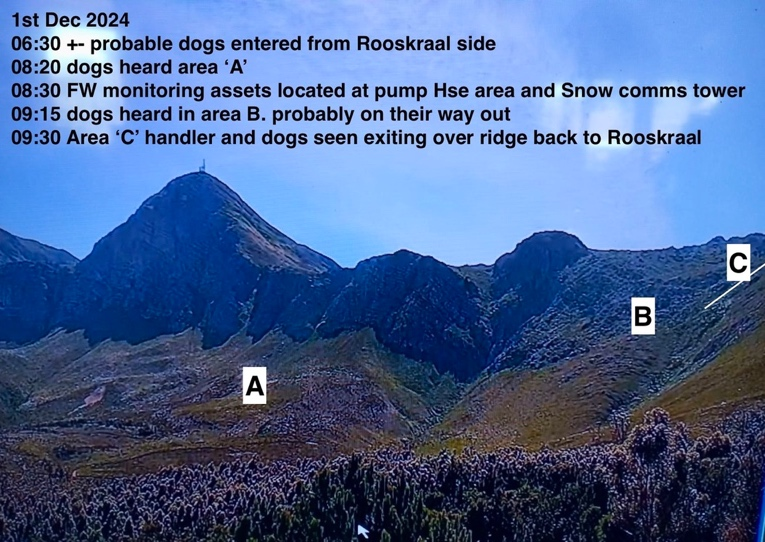 1st Dec 2024
06:30 +- probable dogs entered from Rooskraal side
08:20 dogs heard area ‘A’
08:30 FW monitoring assets located at pump Hse area and Snow comms tower
09:15 dogs heard in area B. probably on their way out
09:30 Area ‘C’ handler and dogs seen exiting over ridge back to Rooskraal
C
B
A